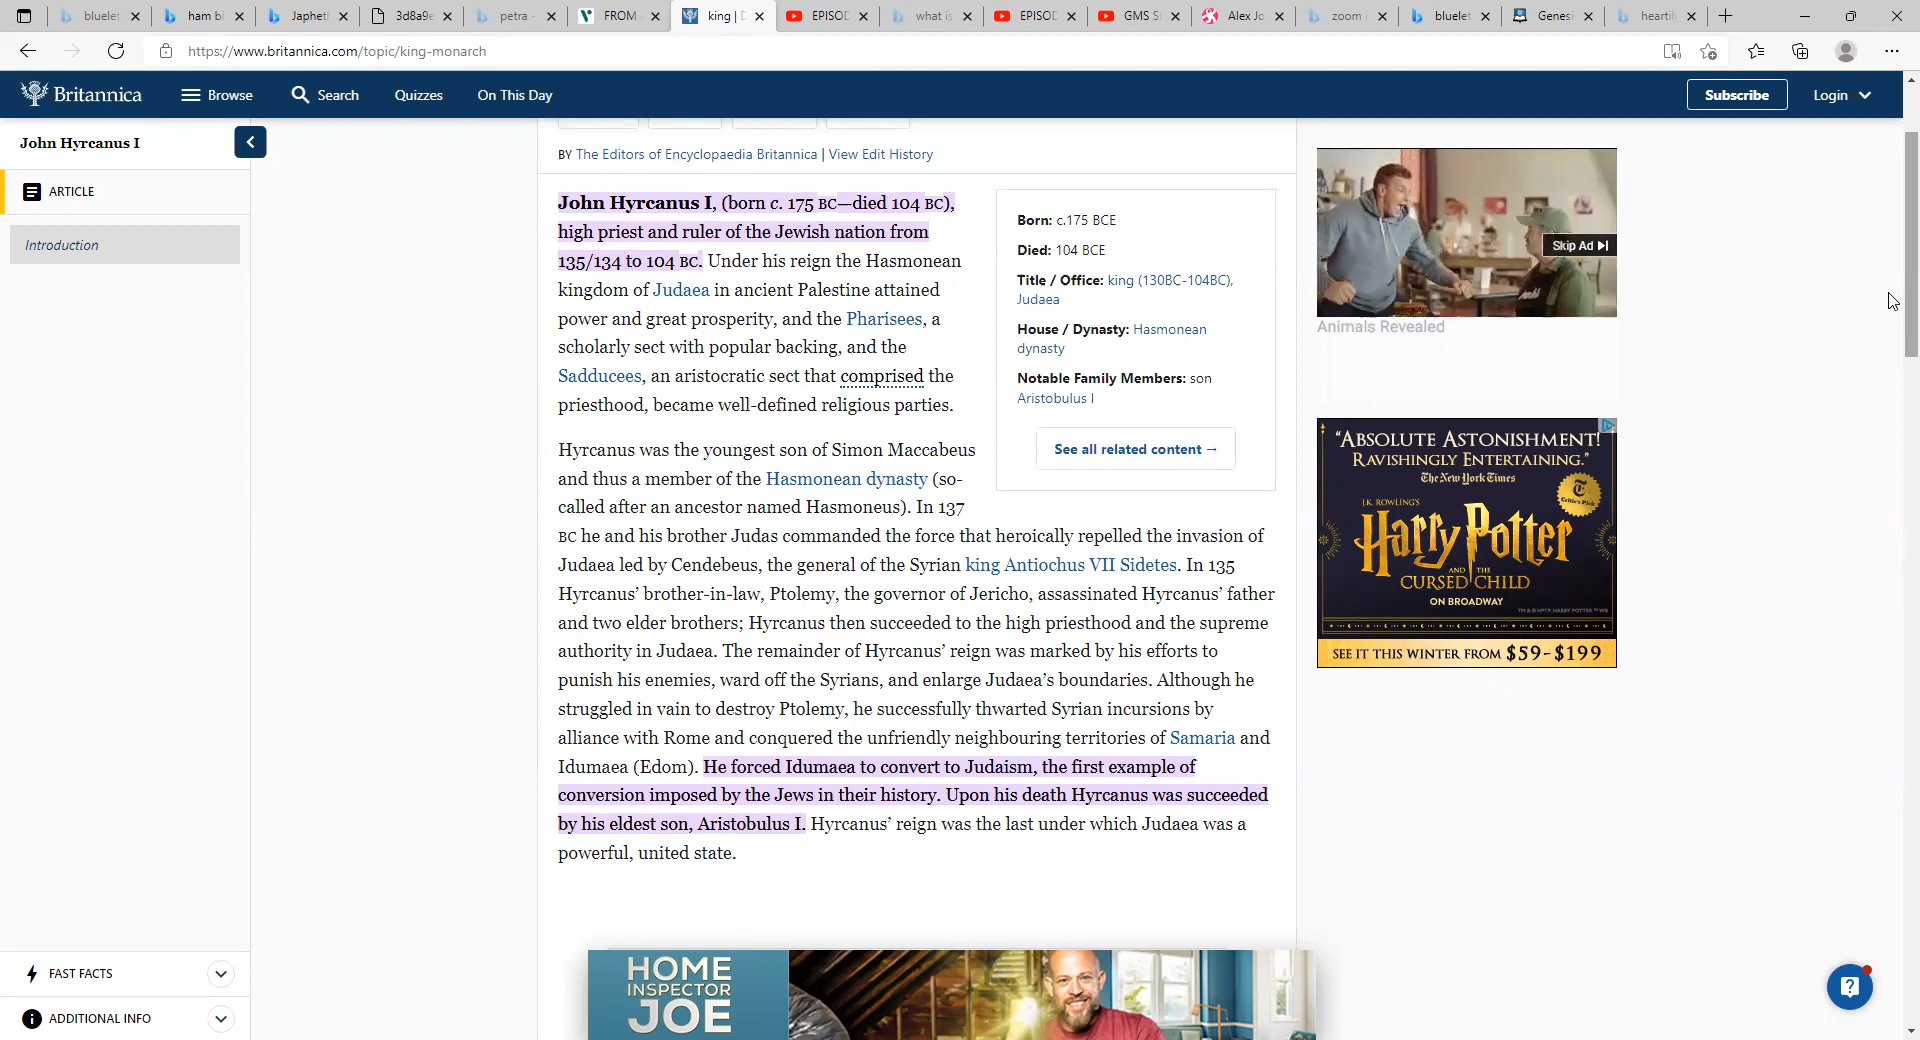 bluelet
ham bi
Japhet
3d8a9e
petra -
FROM
king | D
EPISOD
what is
EPISOD
GMS S
Alex Jo
zoom
bluelet
Genesi
heartil
https://www.britannica.com/topic/king-monarch
Britannica
Browse
Search
Quizzes
On This Day
Subscribe
Login
John Hyrcanus I
ARTICLE
Introduction
BY The Editors of Encyclopaedia Britannica | View Edit History
John Hyrcanus I, (born c. 175 BC—died 104 BC),
high priest and ruler of the Jewish nation from
135/134 to 104 BC. Under his reign the Hasmonean
kingdom of Judaea in ancient Palestine attained
power and great prosperity, and the Pharisees, a
scholarly sect with popular backing, and the
Sadducees, an aristocratic sect that comprised the
priesthood, became well-defined religious parties.
Hyrcanus was the youngest son of Simon Maccabeus
and thus a member of the Hasmonean dynasty (so-
called after an ancestor named Hasmoneus). In 137
BC he and his brother Judas commanded the force that heroically repelled the invasion of
Judaea led by Cendebeus, the general of the Syrian king Antiochus VII Sidetes. In 135
Hyrcanus’ brother-in-law, Ptolemy, the governor of Jericho, assassinated Hyrcanus’ father
and two elder brothers; Hyrcanus then succeeded to the high priesthood and the supreme
authority in Judaea. The remainder of Hyrcanus’ reign was marked by his efforts to
punish his enemies, ward off the Syrians, and enlarge Judaea’s boundaries. Although he
struggled in vain to destroy Ptolemy, he successfully thwarted Syrian incursions by
alliance with Rome and conquered the unfriendly neighbouring territories of Samaria and
Idumaea (Edom). He forced Idumaea to convert to Judaism, the first example of
conversion imposed by the Jews in their history. Upon his death Hyrcanus was succeeded
by his eldest son, Aristobulus I. Hyrcanus’ reign was the last under which Judaea was a
powerful, united state.
Born: c.175 BCE
Died: 104 BCE
Title / Office: king (130BC-104BC),
Judaea
House / Dynasty: Hasmonean
dynasty
Notable Family Members: son
Aristobulus I
See all related content →
Skip Ad
Animals Revealed
“ABSOLUTE ASTONISHMENT!
RAVISHINGLY ENTERTAINING.”
The New York Times
Critic's Pick
J.K. ROWLING'S
Harry Potter
AND THE
CURSED CHILD
ON BROADWAY
SEE IT THIS WINTER FROM $59-$199
FAST FACTS
ADDITIONAL INFO
HOME
INSPECTOR
JOE